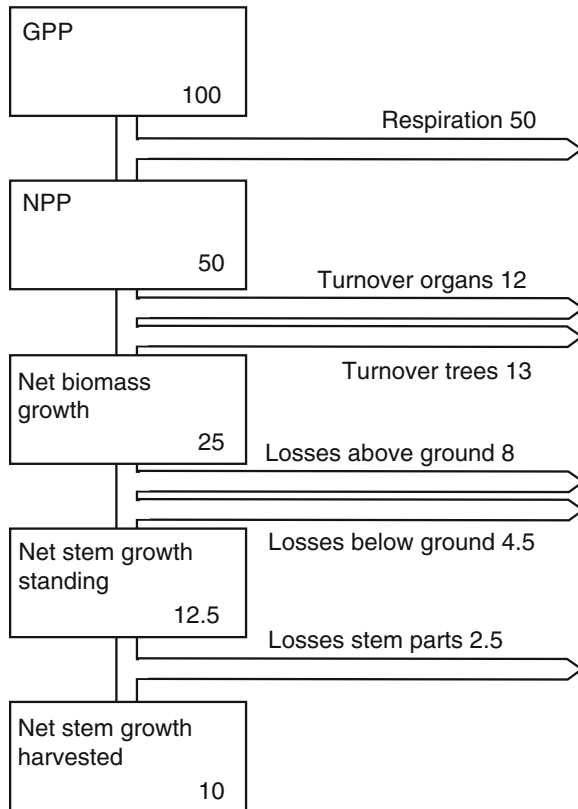 GPP
100
Respiration 50
NPP
50
Turnover organs 12
Turnover trees 13
Net biomass
growth
25
Losses above ground 8
Losses below ground 4.5
Net stem growth
standing
12.5
Losses stem parts 2.5
Net stem growth
harvested
10